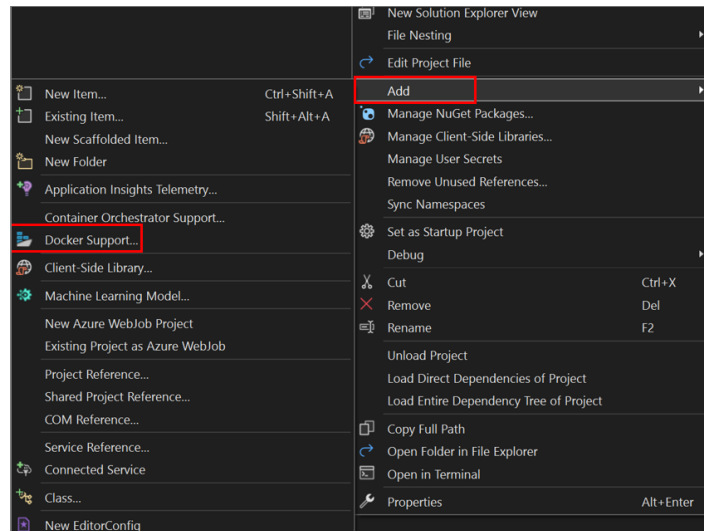 New Solution Explorer View
File Nesting
Edit Project File
Add
Manage NuGet Packages...
Manage Client-Side Libraries...
Manage User Secrets
Remove Unused References...
Sync Namespaces
Set as Startup Project
Debug
Cut Ctrl+X
Remove Del
Rename F2
Unload Project
Load Direct Dependencies of Project
Load Entire Dependency Tree of Project
Copy Full Path
Open Folder in File Explorer
Open in Terminal
Properties Alt+Enter
New Item... Ctrl+Shift+A
Existing Item... Shift+Alt+A
New Scaffolded Item...
New Folder
Application Insights Telemetry...
Container Orchestrator Support...
Docker Support...
Client-Side Library...
Machine Learning Model...
New Azure WebJob Project
Existing Project as Azure WebJob
Project Reference...
Shared Project Reference...
COM Reference...
Service Reference...
Connected Service
Class...
New EditorConfig